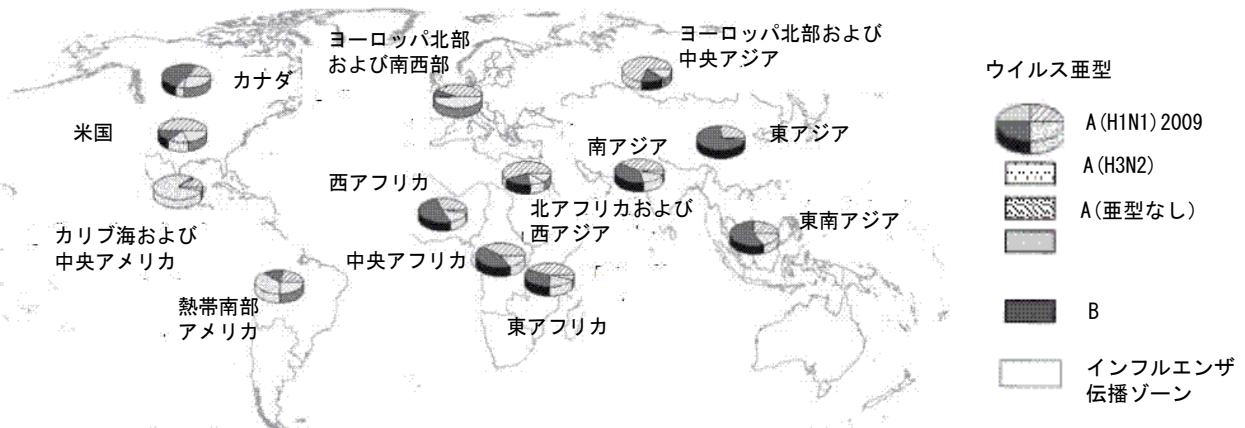 ヨーロッパ北部
および南西部
ヨーロッパ北部および
中央アジア
カナダ
米国
西アフリカ
南アジア
東アジア
北アフリカおよび
西アジア
カリブ海および
中央アメリカ
中央アフリカ
東南アジア
熱帯南部
アメリカ
東アフリカ
ウイルス亜型
A(H1N1)2009
A(H3N2)
A(亜型なし)
B
インフルエンザ
伝播ゾーン